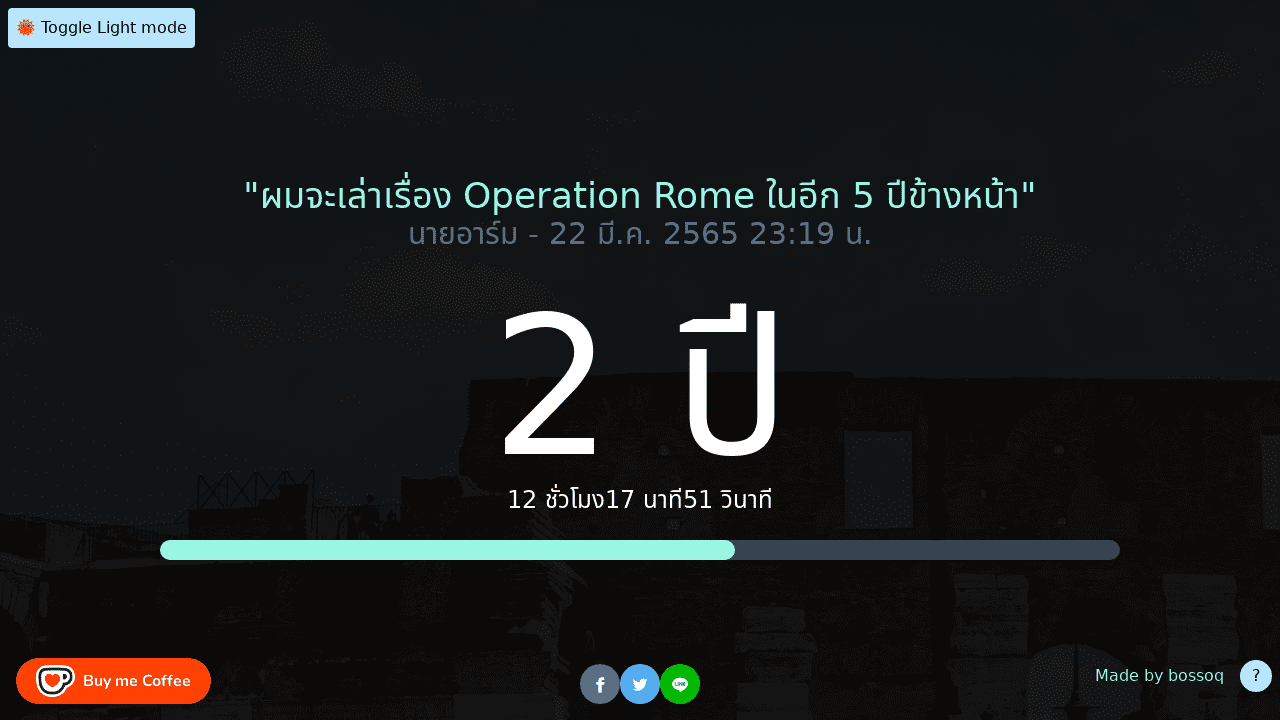 Toggle Light mode
"ผมจะเล่าเรื่อง Operation Rome ในอีก 5 ปีข้างหน้า"
นายอาร์ม - 22 มี.ค. 2565 23:19 น.
2 ปี
12 ชั่วโมง17 นาที51 วินาที
Buy me Coffee
LINE
Made by bossoq
?